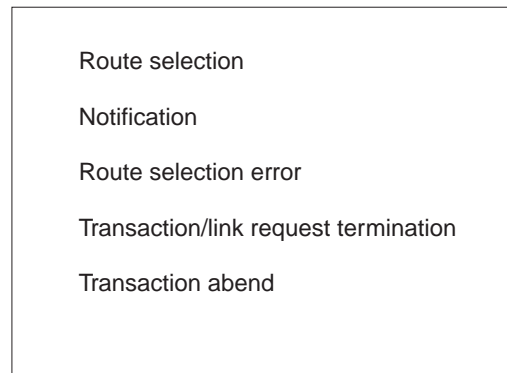 Route selection
Notification
Route selection error
Transaction/link request termination
Transaction abend